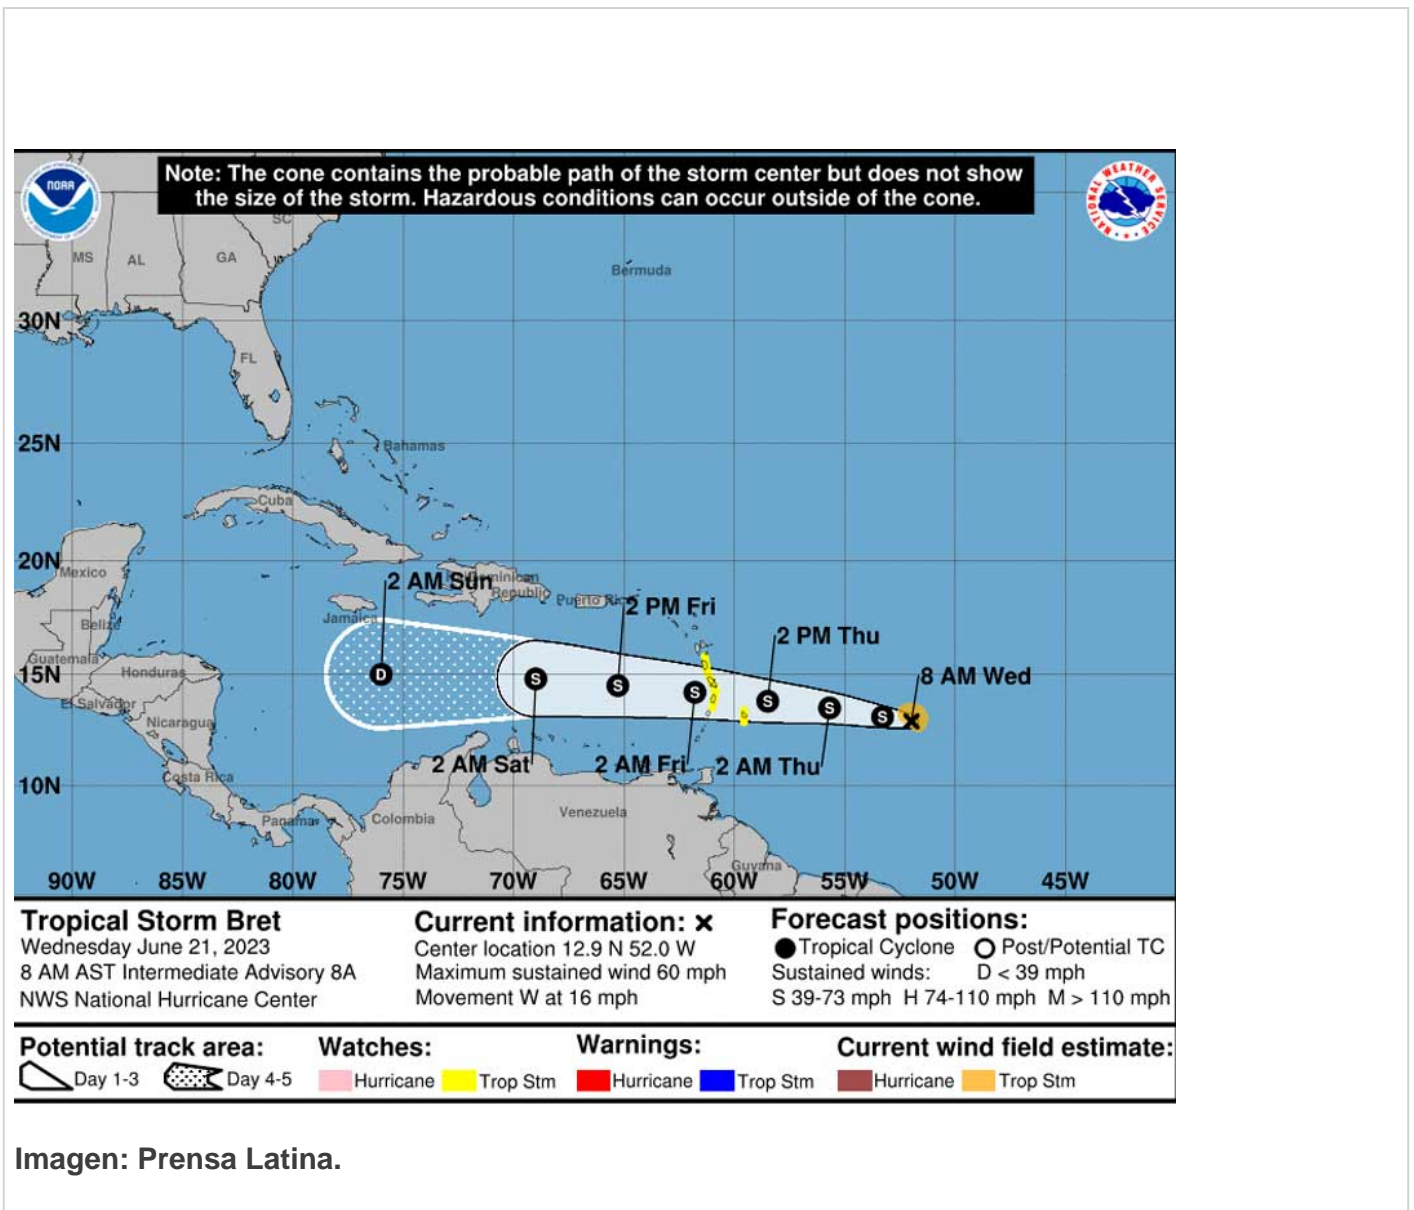 Note: The cone contains the probable path of the storm center but does not show
the size of the storm. Hazardous conditions can occur outside of the cone.
NOAA
NATIONAL WEATHER SERVICE
SC
MS
AL
GA
Bermuda
30N
FL
25N
Bahamas
Cuba
20N
Mexico
2 AM Sun
Dominican
Republic
Puerto Rico
2 PM Fri
Jamaica
Belize
2 PM Thu
Guatemala
15N
Honduras
8 AM Wed
D
S
S
S
S
S
S
El Salvador
Nicaragua
2 AM Sat
2 AM Fri
2 AM Thu
Costa Rica
10N
Panama
Colombia
Venezuela
Guyana
90W 85W 80W 75W 70W 65W 60W 55W 50W 45W
Tropical Storm Bret
Wednesday June 21, 2023
8 AM AST Intermediate Advisory 8A
NWS National Hurricane Center
Current information: x
Center location 12.9 N 52.0 W
Maximum sustained wind 60 mph
Movement W at 16 mph
Forecast positions:
Tropical Cyclone Post/Potential TC
Sustained winds: D < 39 mph
S 39-73 mph H 74-110 mph M > 110 mph
Potential track area:
Day 1-3 Day 4-5
Watches:
Hurricane Trop Stm
Warnings:
Hurricane Trop Stm
Current wind field estimate:
Hurricane Trop Stm
Imagen: Prensa Latina.